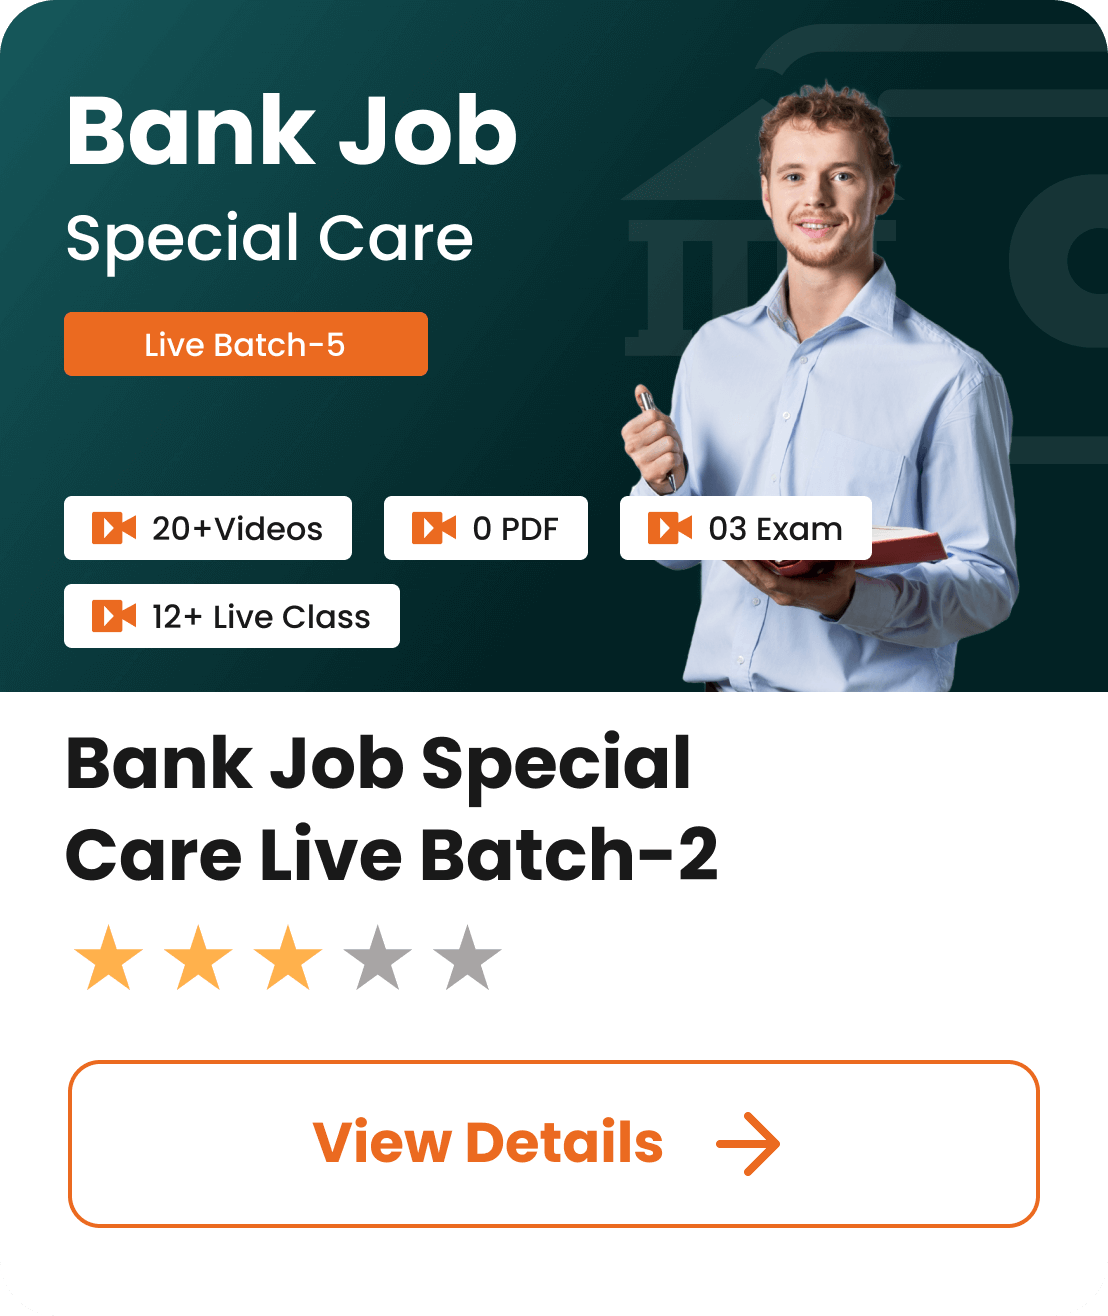 Bank Job
Special Care
Live Batch-5
20+Videos
0 PDF
03 Exam
12+ Live Class
Bank Job Special
Care Live Batch-2
View Details